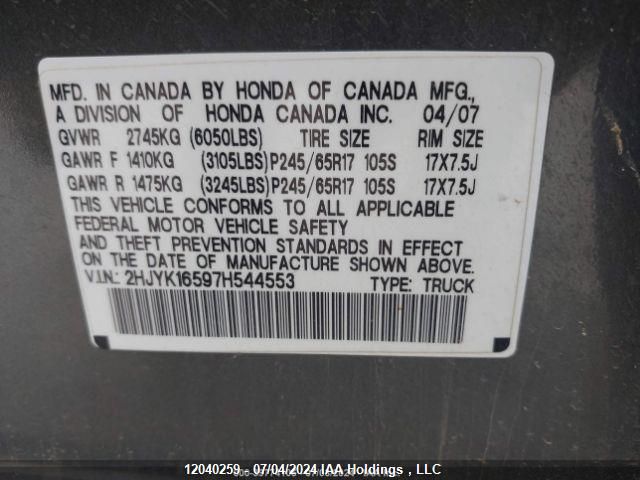 MFD. IN CANADA BY HONDA OF CANADA MFG.,
A DIVISION OF HONDA CANADA INC. 04/07
GVWR 2745KG (6050LBS) TIRE SIZE RIM SIZE
GAWR F 1410KG (3105LBS) P245/65R17 105S 17X7.5J
GAWR R 1475KG (3245LBS) P245/65R17 105S 17X7.5J
THIS VEHICLE CONFORMS TO ALL APPLICABLE
FEDERAL MOTOR VEHICLE SAFETY
AND THEFT PREVENTION STANDARDS IN EFFECT
ON THE DATE OF MANUFACTURE SHOWN ABOVE.
V.I.N.: 2HJYK16597H544553 TYPE: TRUCK
12040259 - 07/04/2024 IAA Holdings , LLC